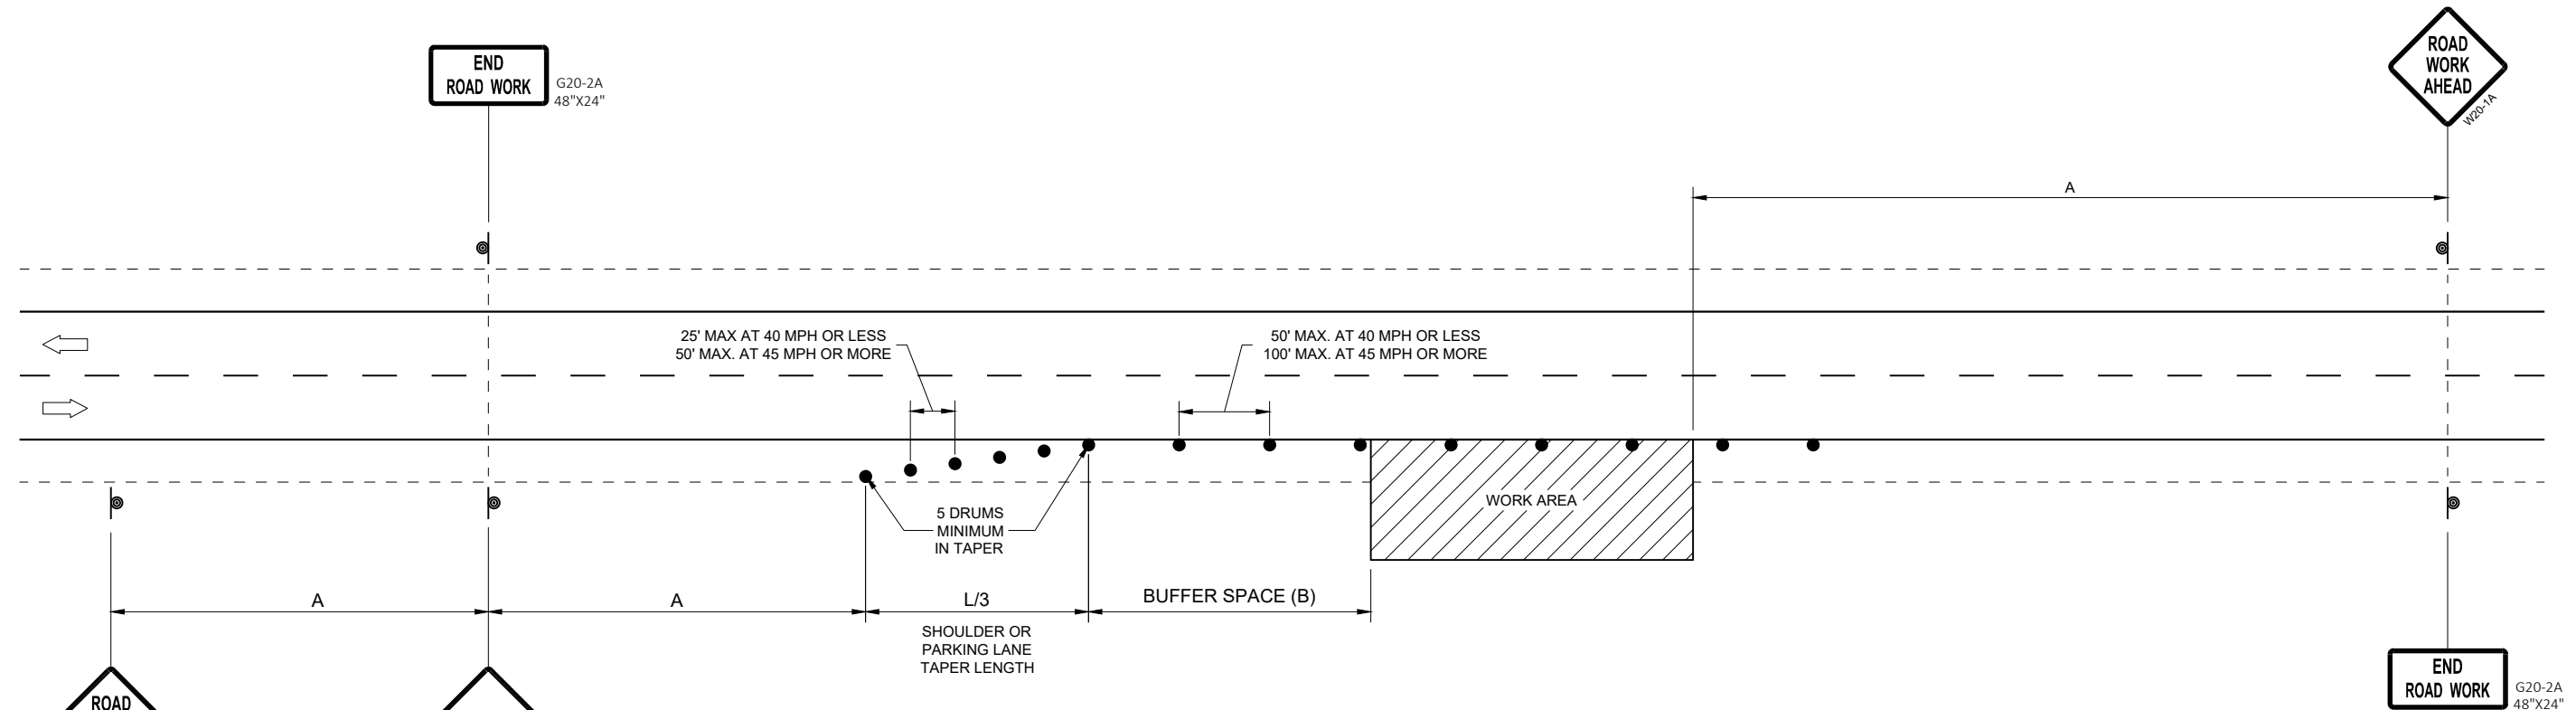 END
ROAD WORK
G20-2A
48"X24"
ROAD
WORK
AHEAD
W20-1A
A
25' MAX AT 40 MPH OR LESS
50' MAX. AT 45 MPH OR MORE
50' MAX. AT 40 MPH OR LESS
100' MAX. AT 45 MPH OR MORE
WORK AREA
5 DRUMS
MINIMUM
IN TAPER
A
A
L/3
BUFFER SPACE (B)
SHOULDER OR
PARKING LANE
TAPER LENGTH
ROAD
END
ROAD WORK
G20-2A
48"X24"